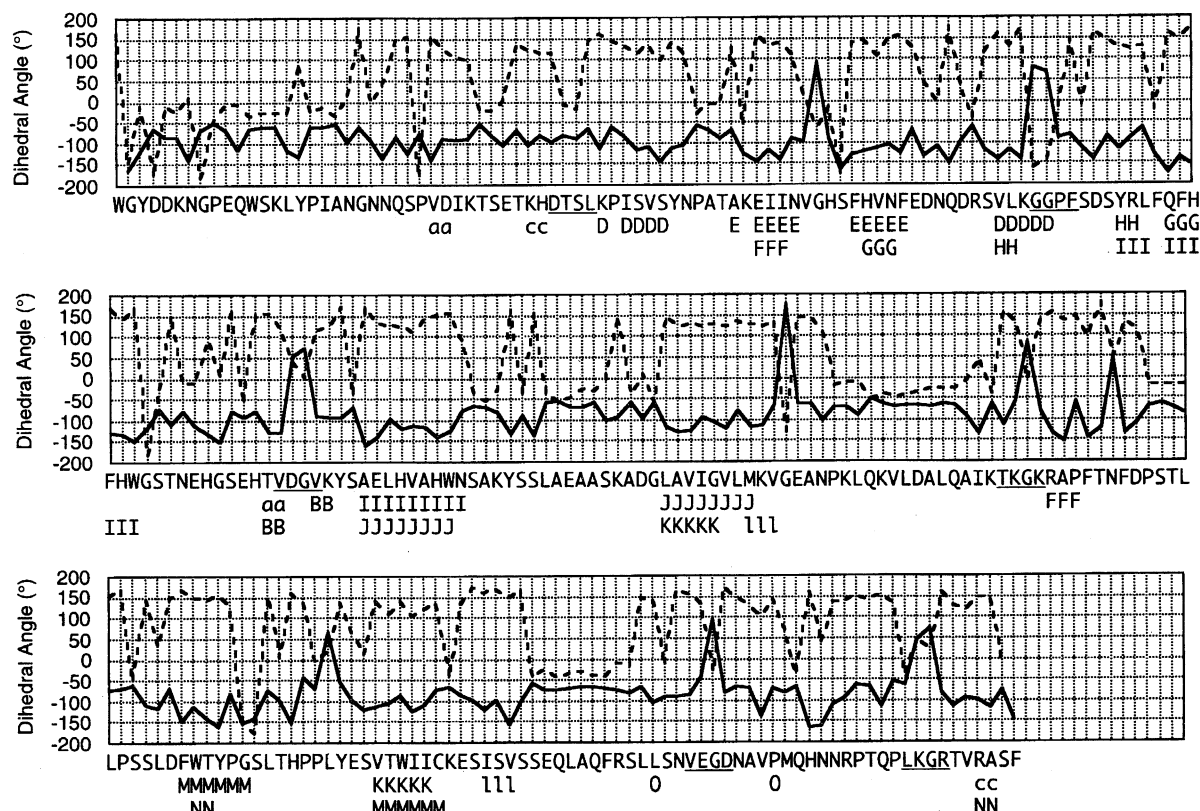 Dihedral Angle (°)
200
150
100
50
0
-50
-100
-150
-200
WGYDDKNGPEQWSKLYPIANGNNQSPVDIKTSETKHDTSLKPISVSYNPATAKEIINVGHSFHVNFEDNQDRSVLKGGPFSDSYRLFQFH
aa cc D DDDD E EEEE EEEEE DDDDD HH GGG
FFF GGG HH III III
Dihedral Angle (°)
200
150
100
50
0
-50
-100
-150
-200
FHWGSTNEHGSEHTVDGVKYSAELHVAHWNSAKYSSLAEAASKADGLAVIGVLMKVGEANPKLQKVLDALQAIKTKGKRAPFTNFDPSTL
aa BB IIIIIIIII JJJJJJJJ FFF
III BB JJJJJJJJ KKKKK lll
Dihedral Angle (°)
200
150
100
50
0
-50
-100
-150
-200
LPSSLDFWTYPGSLTHPPLYESVTWIICKESISVSSEQLAQFRSLLSNVEGDNAVPMQHNNRPTQPLKGRTVRASF
MMMMMM KKKKK lll O O cc
NN MMMMMM NN